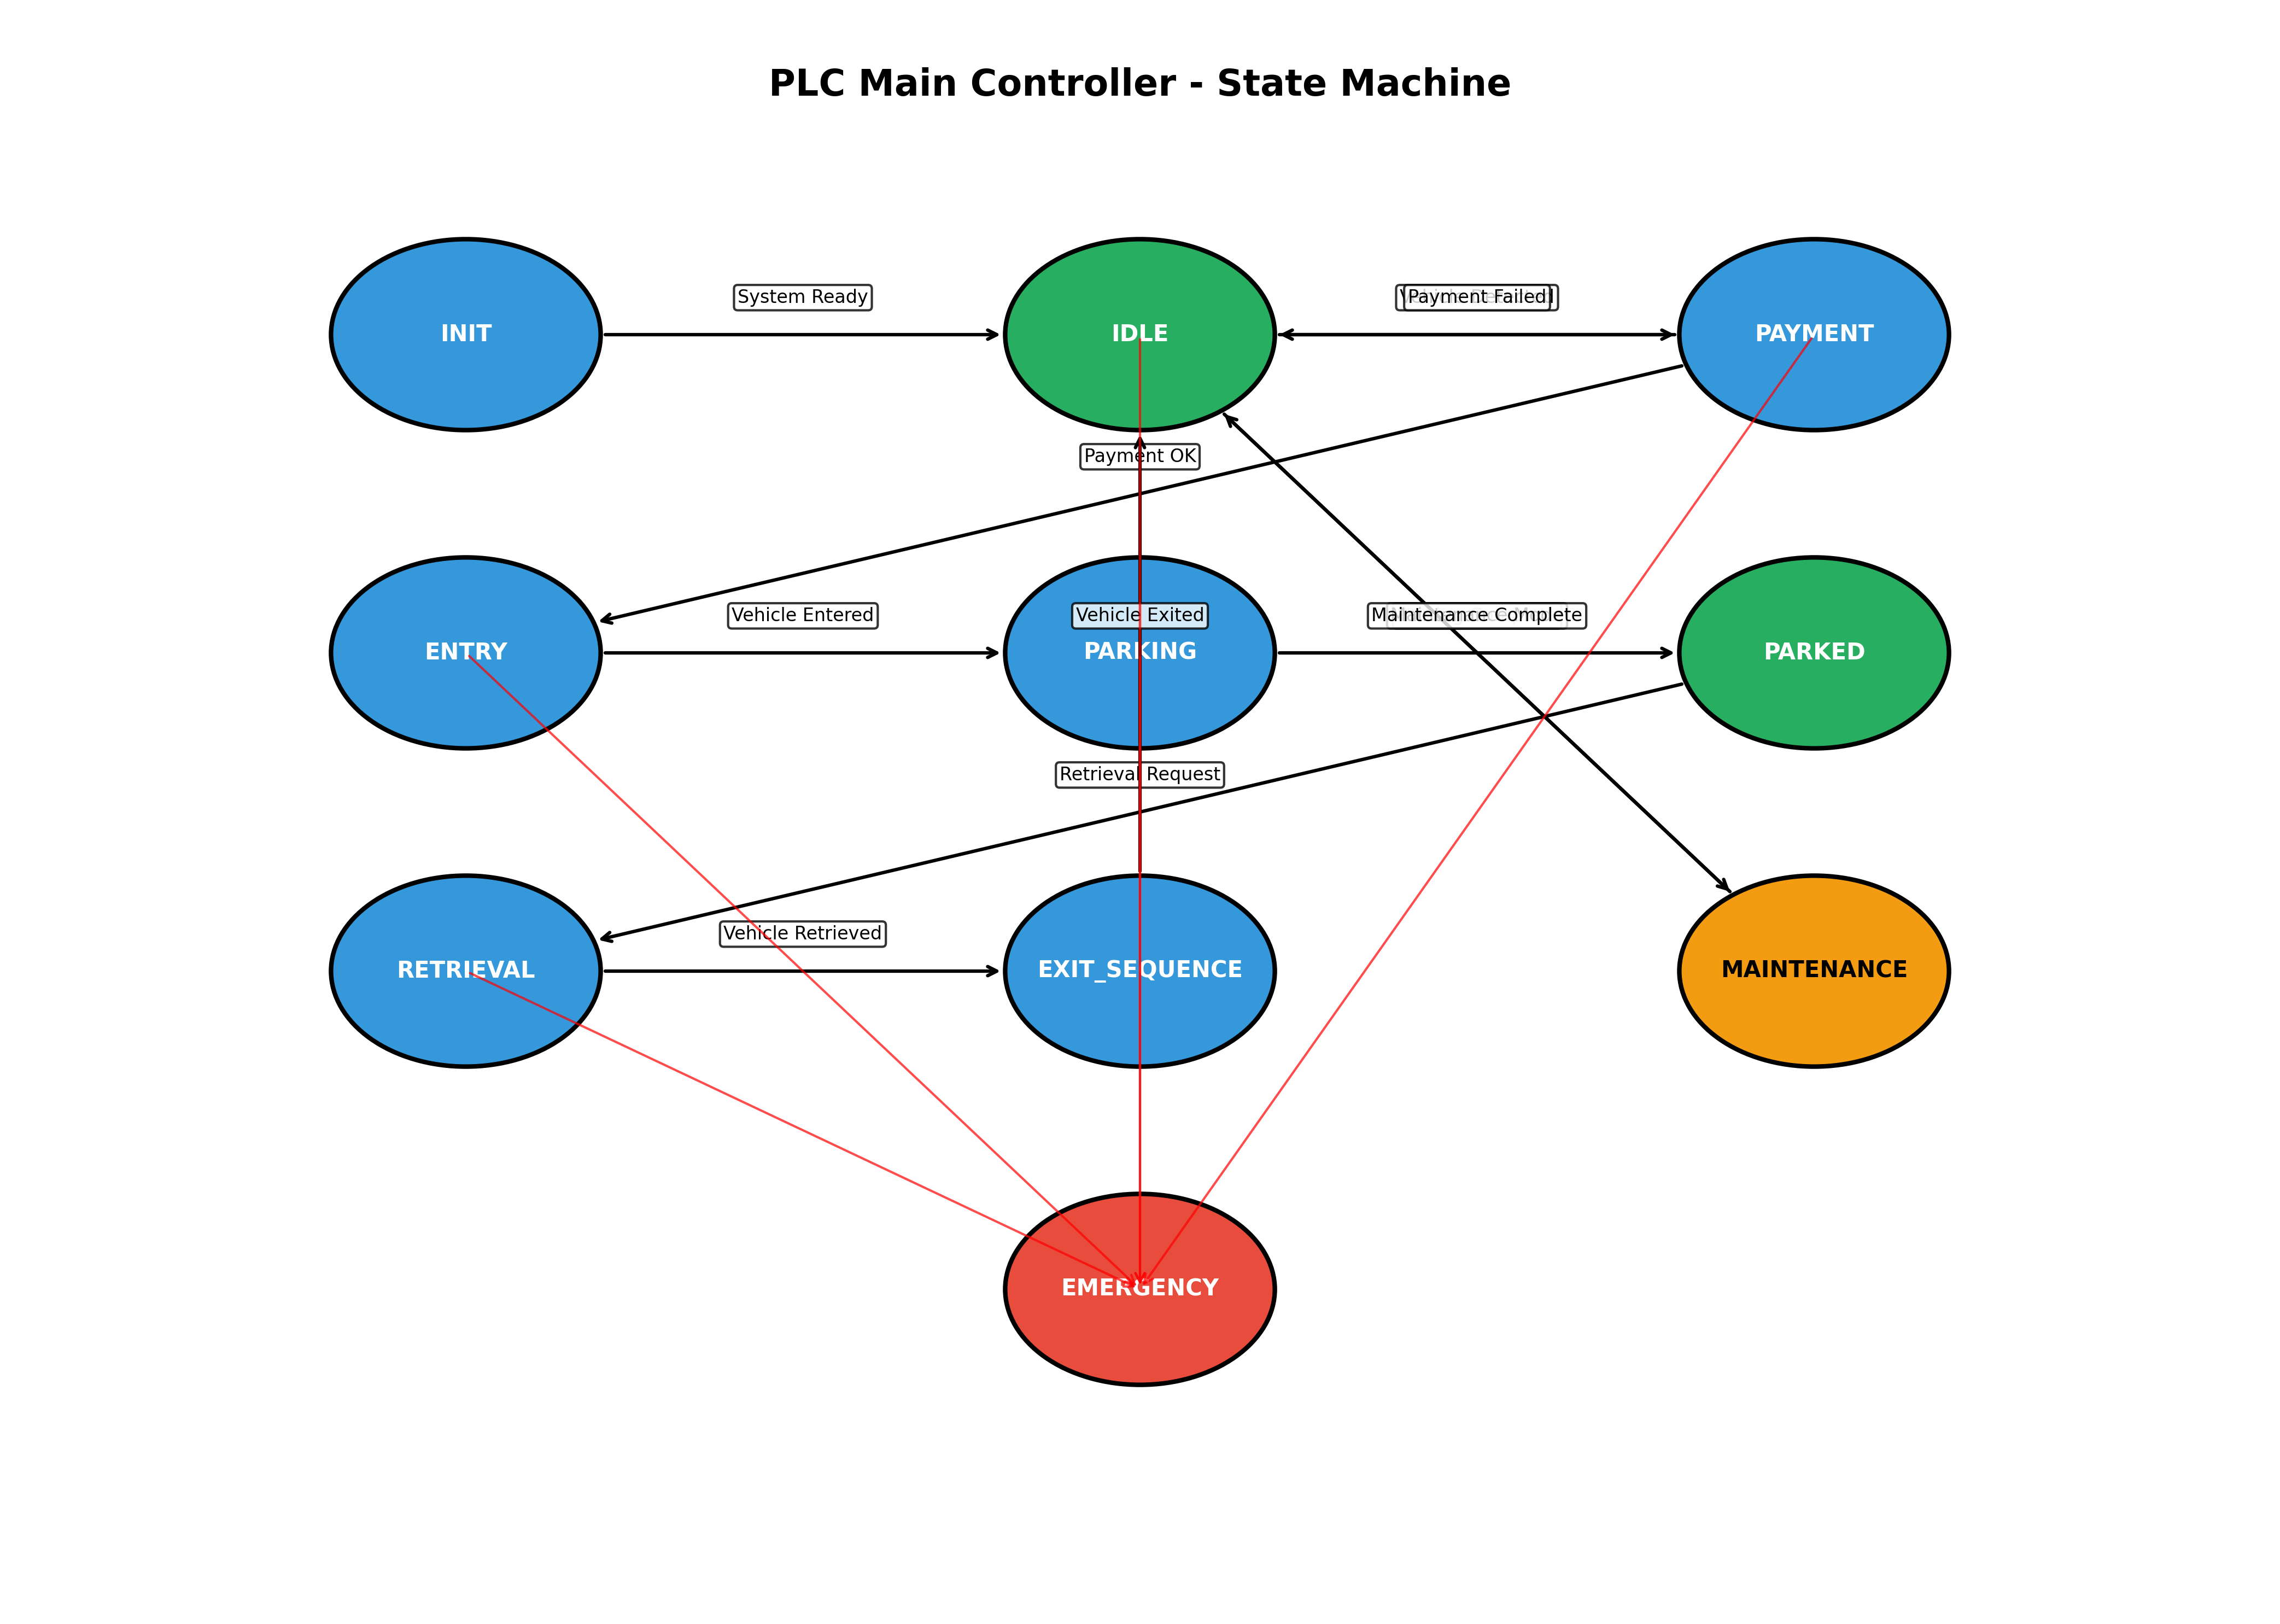 PLC Main Controller - State Machine
System Ready
Payment Failed
INIT
IDLE
PAYMENT
Payment OK
Vehicle Entered
Vehicle Exited
Maintenance Complete
ENTRY
PARKING
PARKED
Retrieval Request
Vehicle Retrieved
RETRIEVAL
EXIT_SEQUENCE
MAINTENANCE
EMERGENCY